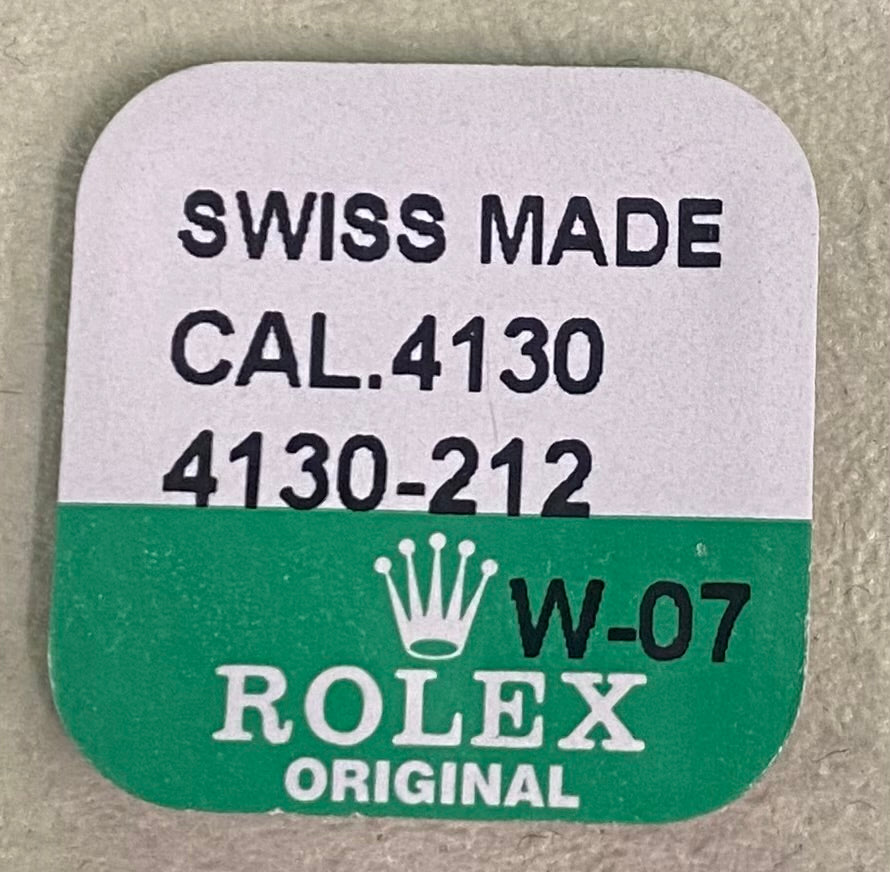 SWISS MADE
CAL.4130
4130-212
W-07
ROLEX
ORIGINAL